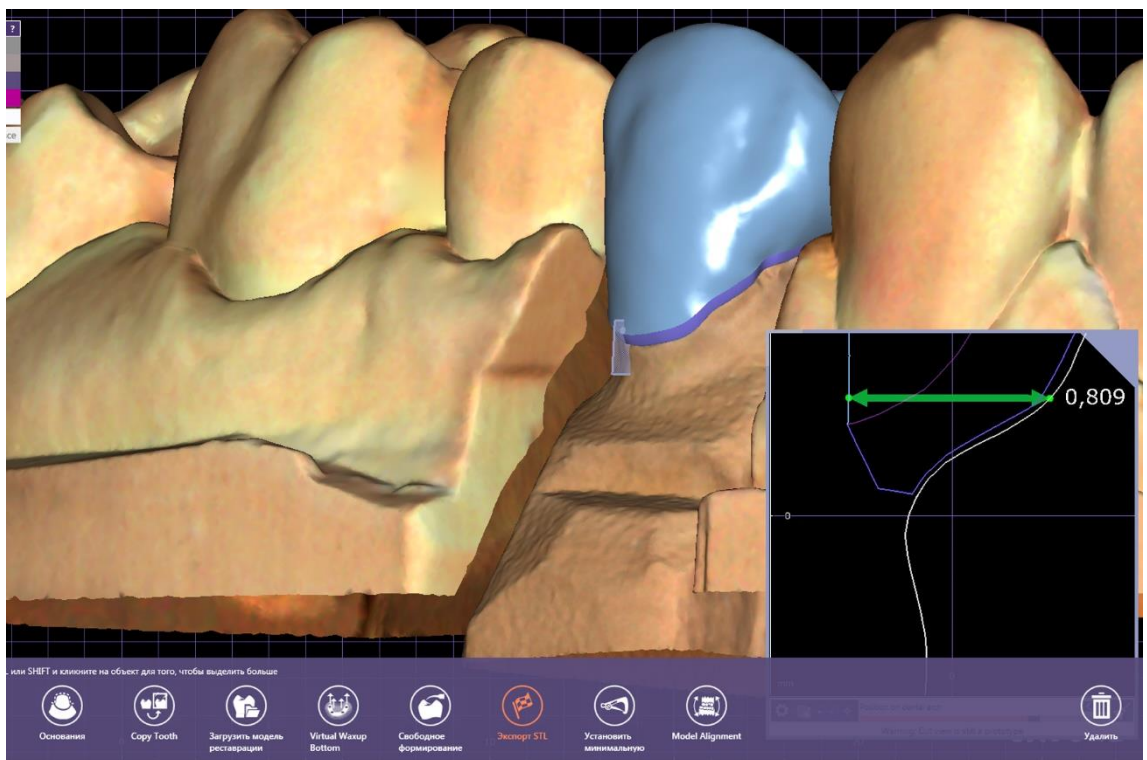 ?
ce
0,809
0
, или SHIFT и кликните на объект для того, чтобы выделить больше
Основания
Copy Tooth
Загрузить модель
реставрации
Virtual Waxup
Bottom
Свободное
формирование
Экспорт STL
Установить
минимальную
Model Alignment
Удалить